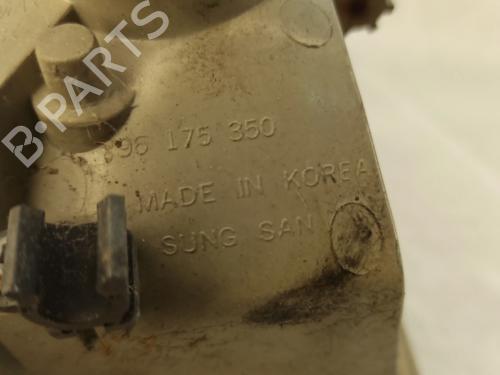 B-PARTS
96 175 350
MADE IN KOREA
SUNG SAN